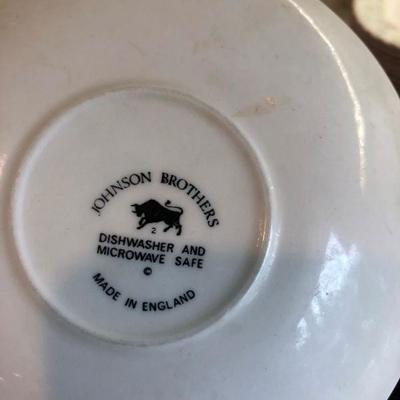 JOHNSON BROTHERS
2
DISHWASHER AND
MICROWAVE SAFE
©
MADE IN ENGLAND